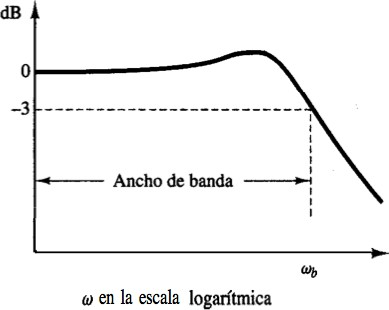 dB
0
−3
Ancho de banda
ω_b
ω en la escala logarítmica